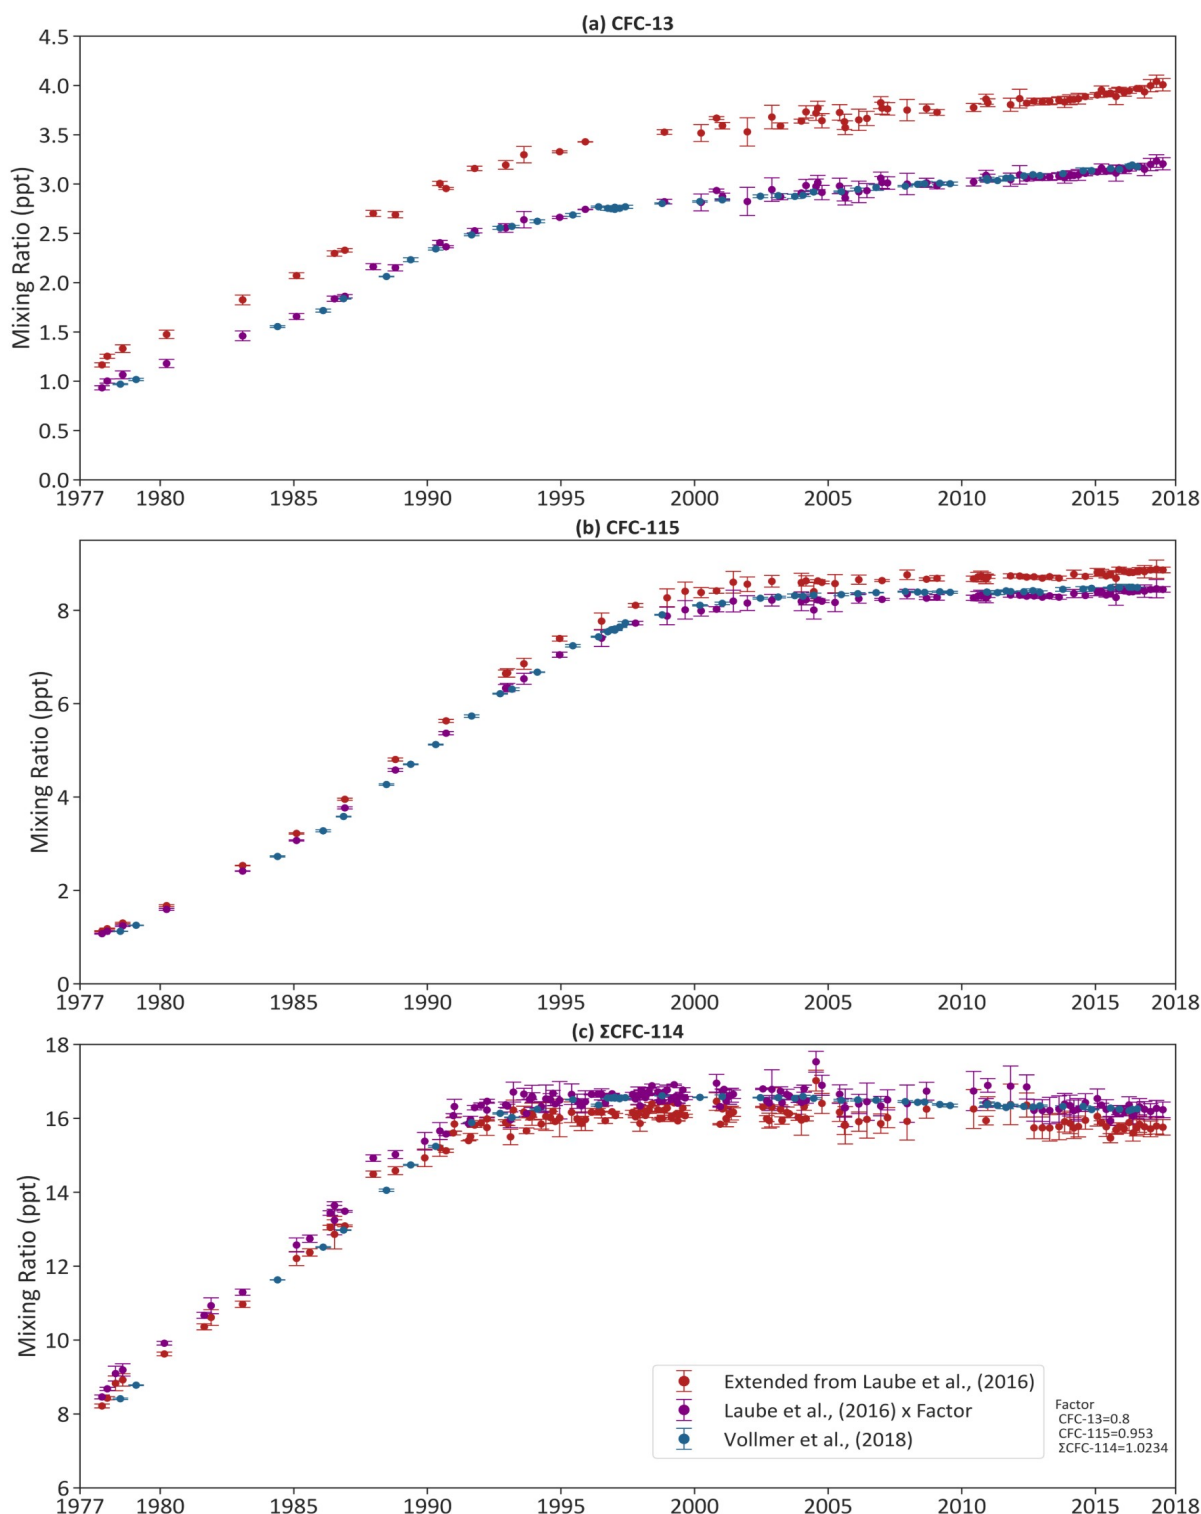 (a) CFC-13
4.5
4.0
3.5
3.0
2.5
2.0
1.5
1.0
0.5
0.0
Mixing Ratio (ppt)
1977 1980 1985 1990 1995 2000 2005 2010 2015 2018
(b) CFC-115
8
6
4
2
0
Mixing Ratio (ppt)
1977 1980 1985 1990 1995 2000 2005 2010 2015 2018
(c) ΣCFC-114
18
16
14
12
10
8
6
Mixing Ratio (ppt)
Extended from Laube et al., (2016)
Laube et al., (2016) x Factor
Vollmer et al., (2018)
Factor
CFC-13=0.8
CFC-115=0.953
ΣCFC-114=1.0234
1977 1980 1985 1990 1995 2000 2005 2010 2015 2018